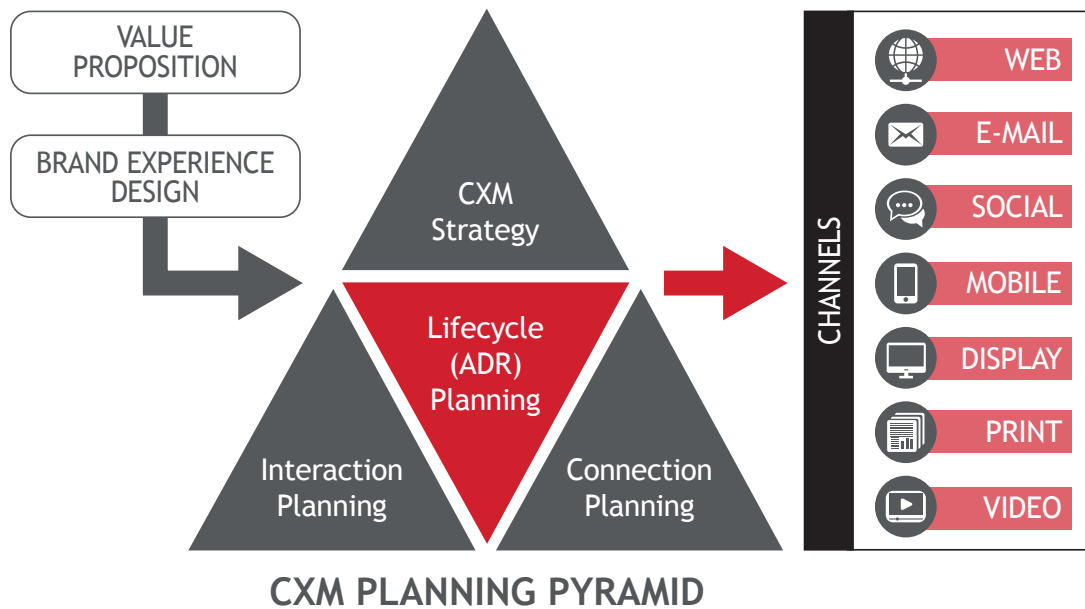 VALUE
PROPOSITION
BRAND EXPERIENCE
DESIGN
CXM
Strategy
Lifecycle
(ADR)
Planning
Interaction
Planning
Connection
Planning
CXM PLANNING PYRAMID
CHANNELS
WEB
E-MAIL
SOCIAL
MOBILE
DISPLAY
PRINT
VIDEO